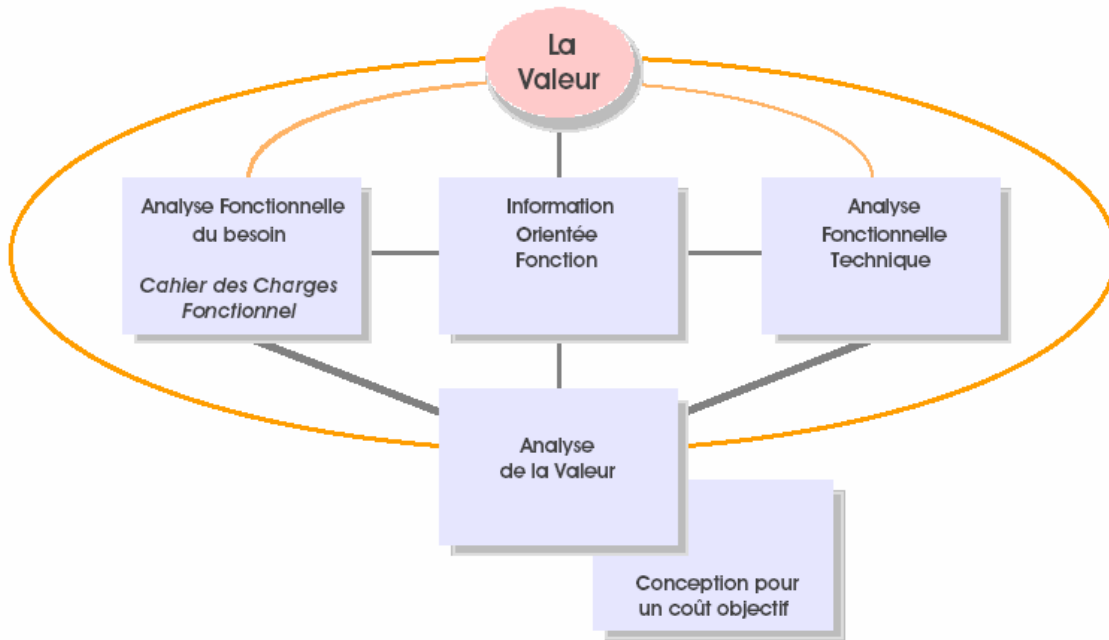 La
Valeur
Analyse Fonctionnelle
du besoin
Cahier des Charges
Fonctionnel
Information
Orientée
Fonction
Analyse
Fonctionnelle
Technique
Analyse
de la Valeur
Conception pour
un coût objectif